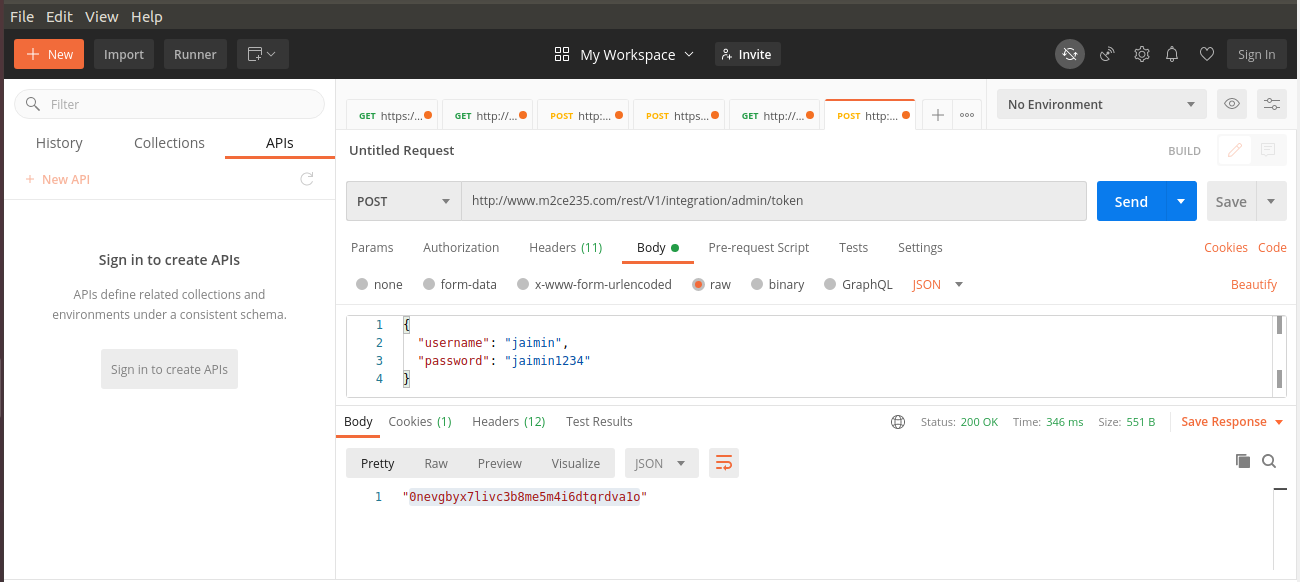 File Edit View Help
+ New Import Runner My Workspace Invite Sign In
Filter
History Collections APIs
+ New API
Sign in to create APIs
APIs define related collections and
environments under a consistent schema.
Sign in to create APIs
GET https:/... GET http://... POST http:... POST https... GET http://... POST http:... + ooo No Environment
Untitled Request BUILD
POST http://www.m2ce235.com/rest/V1/integration/admin/token Send Save
Params Authorization Headers (11) Body Pre-request Script Tests Settings Cookies Code
none form-data x-www-form-urlencoded raw binary GraphQL JSON Beautify
1 {
2 "username": "jaimin",
3 "password": "jaimin1234"
4 }
Body Cookies (1) Headers (12) Test Results Status: 200 OK Time: 346 ms Size: 551 B Save Response
Pretty Raw Preview Visualize JSON
1 "0nevgbyx7livc3b8me5m4i6dtqrdva1o"